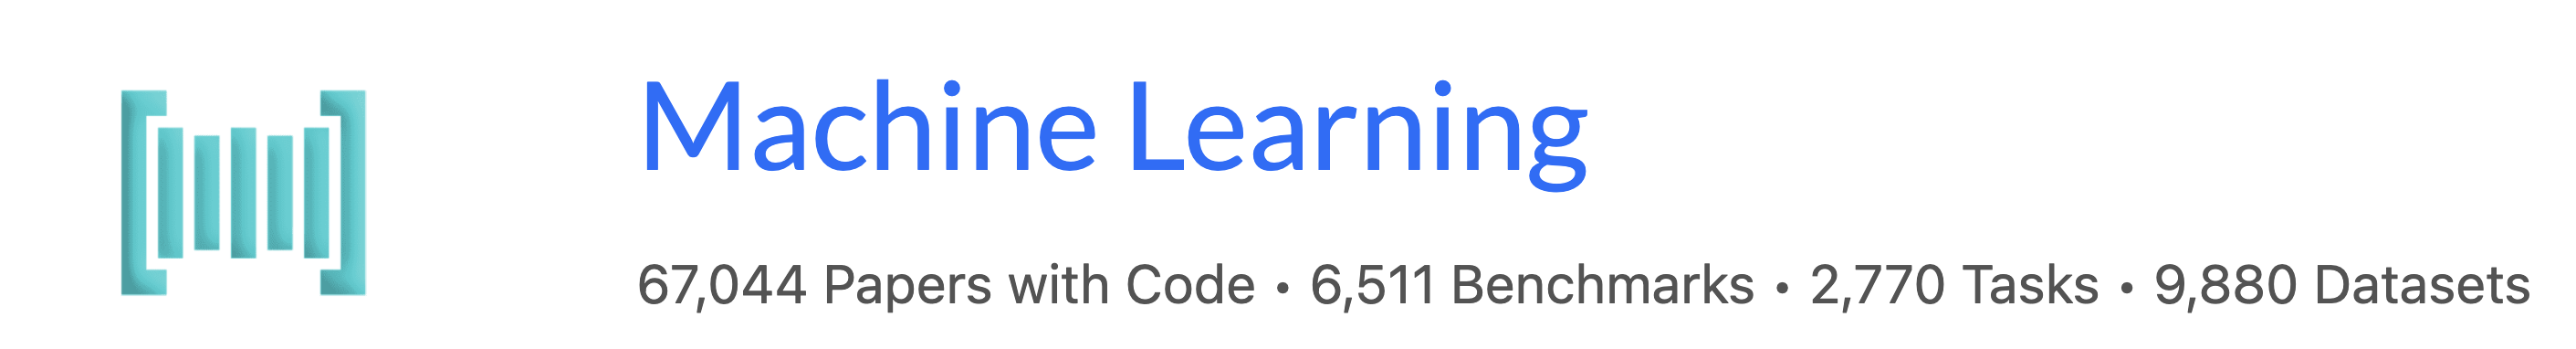 Machine Learning
67,044 Papers with Code • 6,511 Benchmarks • 2,770 Tasks • 9,880 Datasets